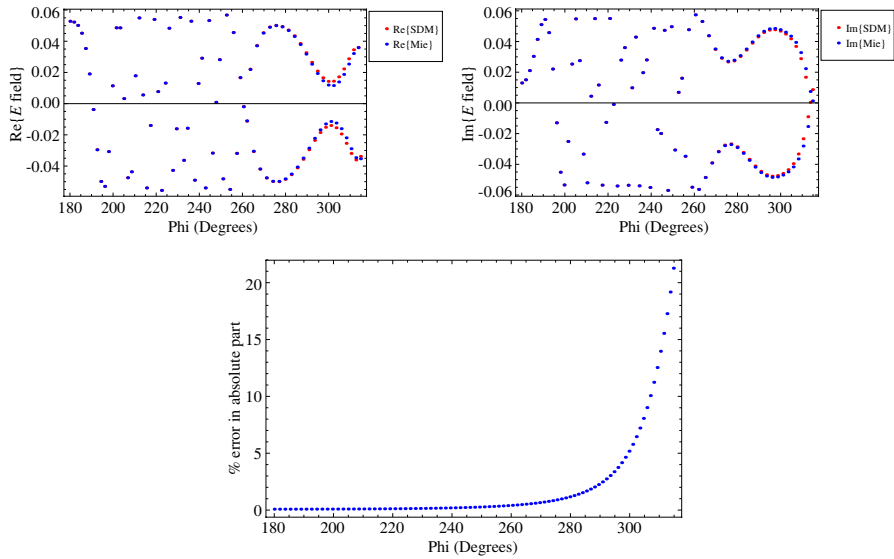 0.06
0.04
0.02
0.00
-0.02
-0.04
Re{E field}
180 200 220 240 260 280 300
Phi (Degrees)
Re{SDM}
Re{Mie}
0.06
0.04
0.02
0.00
-0.02
-0.04
-0.06
Im{E field}
180 200 220 240 260 280 300
Phi (Degrees)
Im{SDM}
Im{Mie}
20
15
10
5
0
% error in absolute part
180 200 220 240 260 280 300
Phi (Degrees)